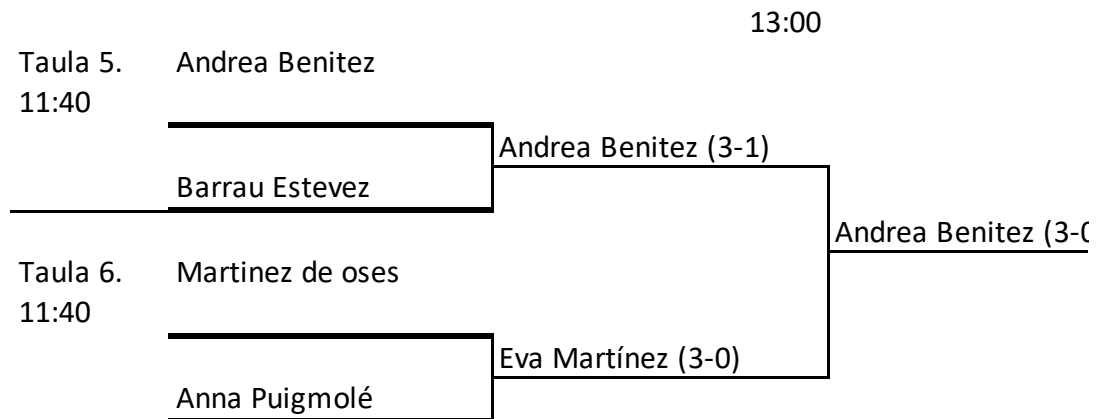 13:00
Taula 5. Andrea Benitez
11:40
Andrea Benitez (3-1)
Barrau Estevez
Andrea Benitez (3-0
Taula 6. Martinez de oses
11:40
Eva Martínez (3-0)
Anna Puigmolé